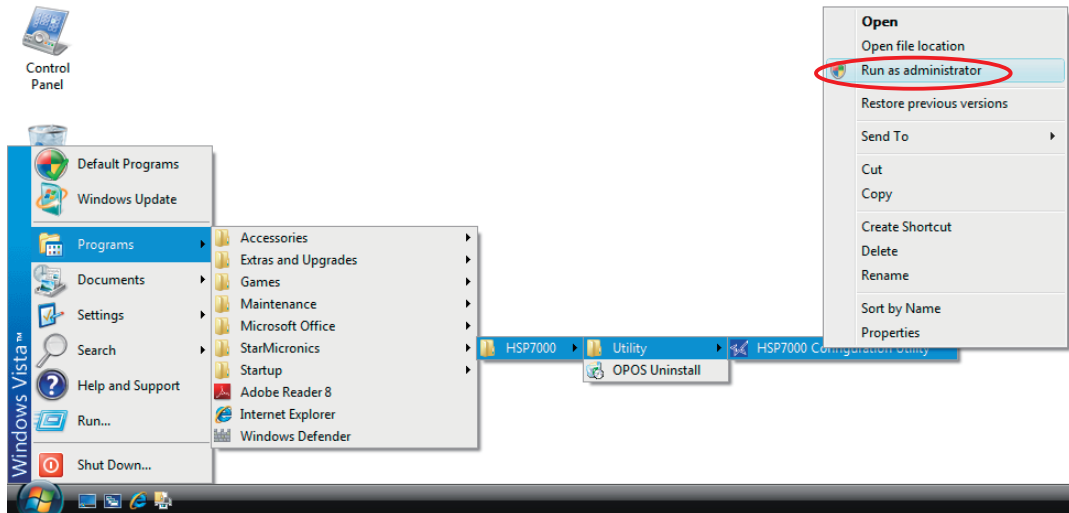 Control
Panel
Windows Vista™
Default Programs
Windows Update
Programs
Documents
Settings
Search
Help and Support
Run...
Shut Down...
Accessories
Extras and Upgrades
Games
Maintenance
Microsoft Office
StarMicronics
Startup
Adobe Reader 8
Internet Explorer
Windows Defender
HSP7000
Utility
OPOS Uninstall
HSP7000 Configuration Utility
Open
Open file location
Run as administrator
Restore previous versions
Send To
Cut
Copy
Create Shortcut
Delete
Rename
Sort by Name
Properties